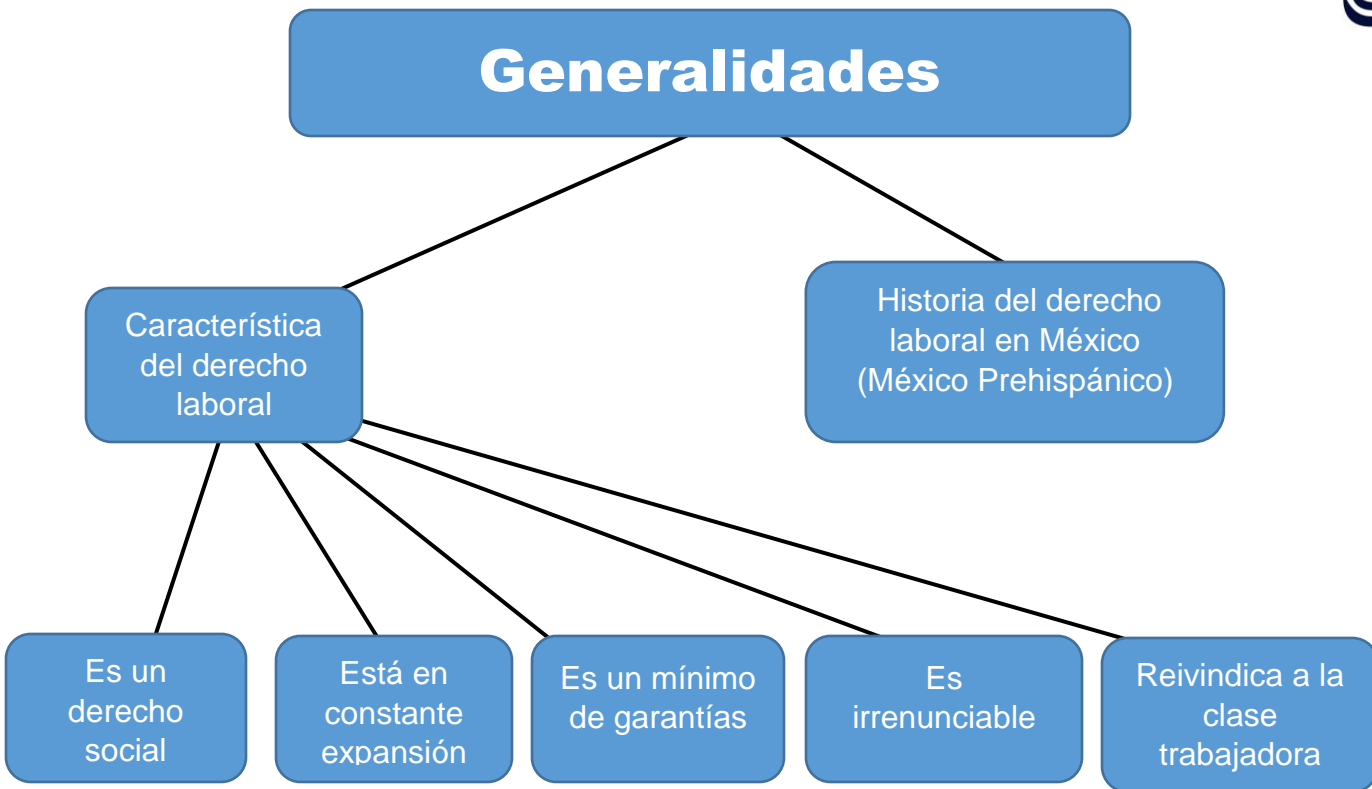 Generalidades
Característica
del derecho
laboral
Historia del derecho
laboral en México
(México Prehispánico)
Es un
derecho
social
Está en
constante
expansión
Es un mínimo
de garantías
Es
irrenunciable
Reivindica a la
clase
trabajadora